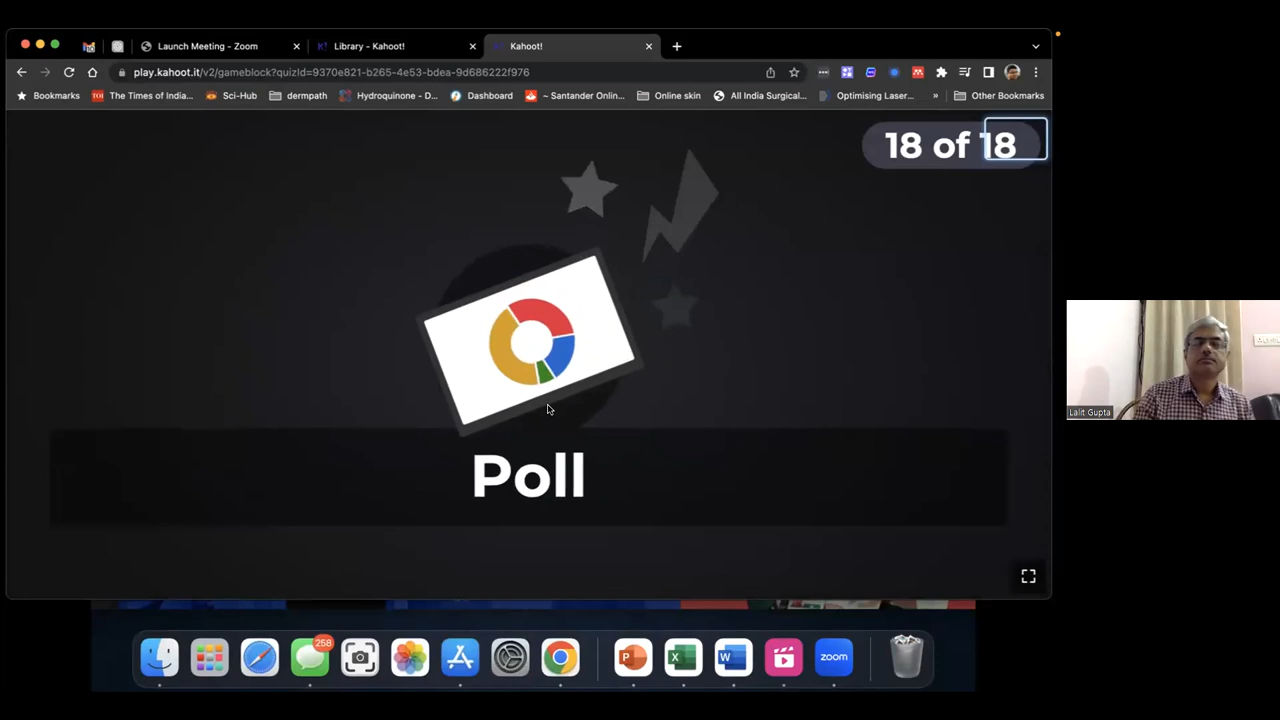 Launch Meeting - Zoom
Library - Kahoot!
Kahoot!
play.kahoot.it/v2/gameblock?quizId=9370e821-b265-4e53-bdea-9d686222f976
Bookmarks
TOI
The Times of India...
Sci-Hub
dermpath
Hydroquinone - D...
Dashboard
~ Santander Onlin...
Online skin
All India Surgical...
Optimising Laser...
»
Other Bookmarks
18 of 18
Poll
Lalit Gupta
258
P
X
W
zoom